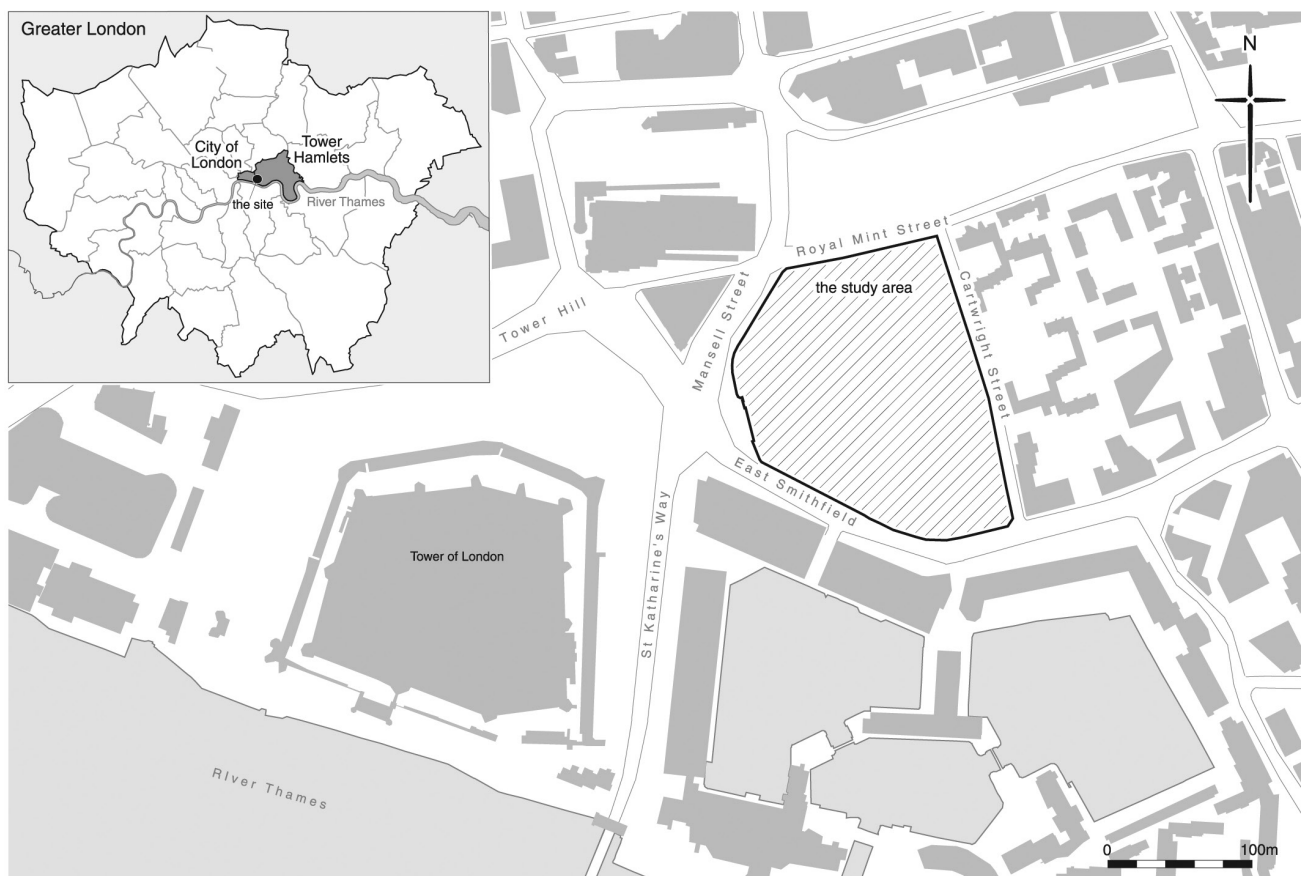 Greater London
City of
London
Tower
Hamlets
the site
River Thames
N
Royal Mint Street
the study area
Mansell Street
Cartwright Street
Tower Hill
East Smithfield
St Katharine's Way
Tower of London
RIver Thames
0
100m